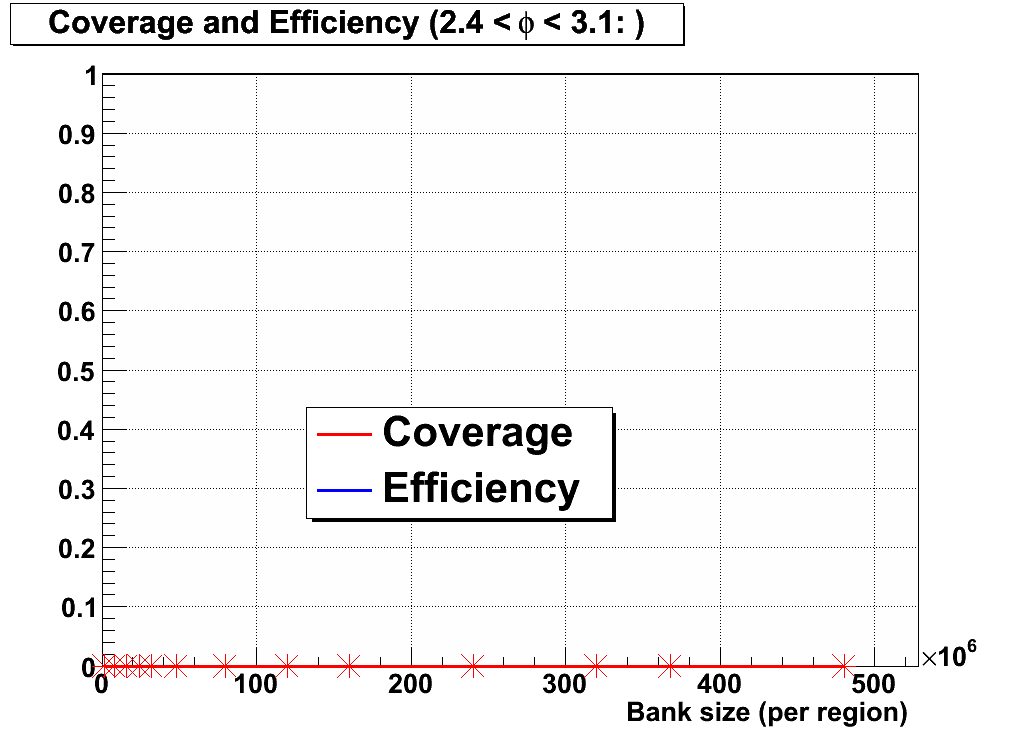 Coverage and Efficiency (2.4 < ϕ < 3.1: )
1
0.9
0.8
0.7
0.6
0.5
0.4
0.3
0.2
0.1
0
Coverage
Efficiency
0 100 200 300 400 500 ×10⁶
Bank size (per region)